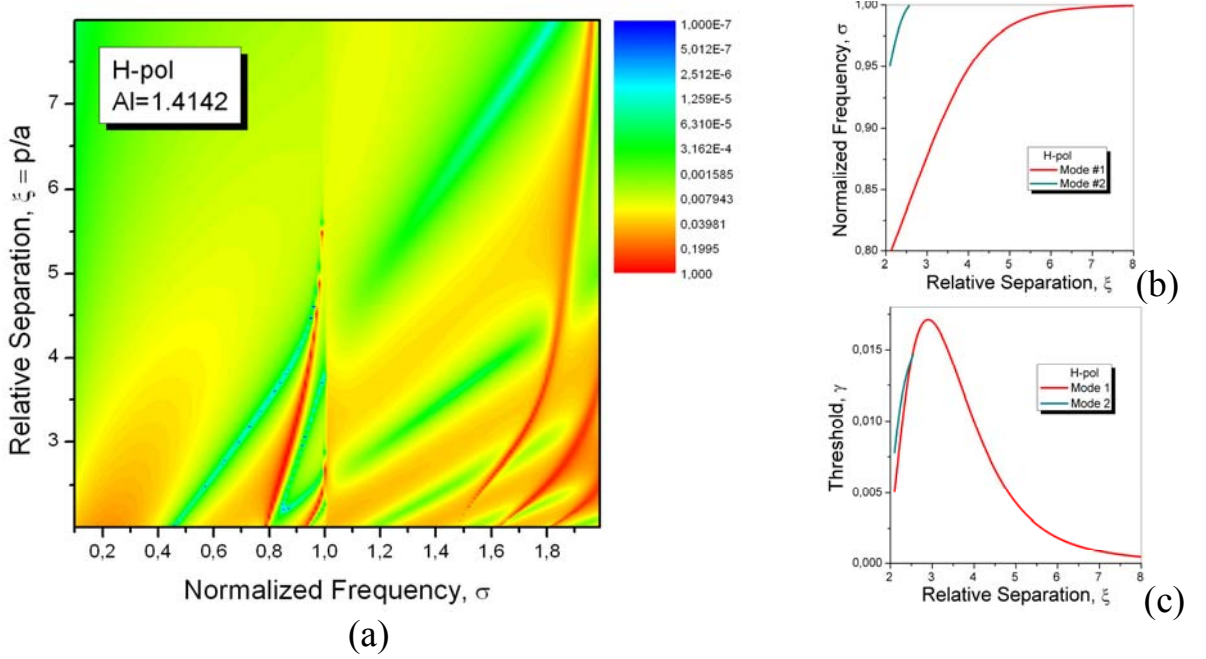 H-pol
Al=1.4142
Relative Separation, ξ = p/a
7
6
5
4
3
0,2 0,4 0,6 0,8 1,0 1,2 1,4 1,6 1,8
Normalized Frequency, σ
(a)
1,000E-7
5,012E-7
2,512E-6
1,259E-5
6,310E-5
3,162E-4
0,001585
0,007943
0,03981
0,1995
1,000
Normalized Frequency, σ
1,00
0,95
0,90
0,85
0,80
H-pol
Mode #1
Mode #2
2 3 4 5 6 7 8
Relative Separation, ξ
(b)
Threshold, γ
0,015
0,010
0,005
0,000
H-pol
Mode 1
Mode 2
2 3 4 5 6 7 8
Relative Separation, ξ
(c)